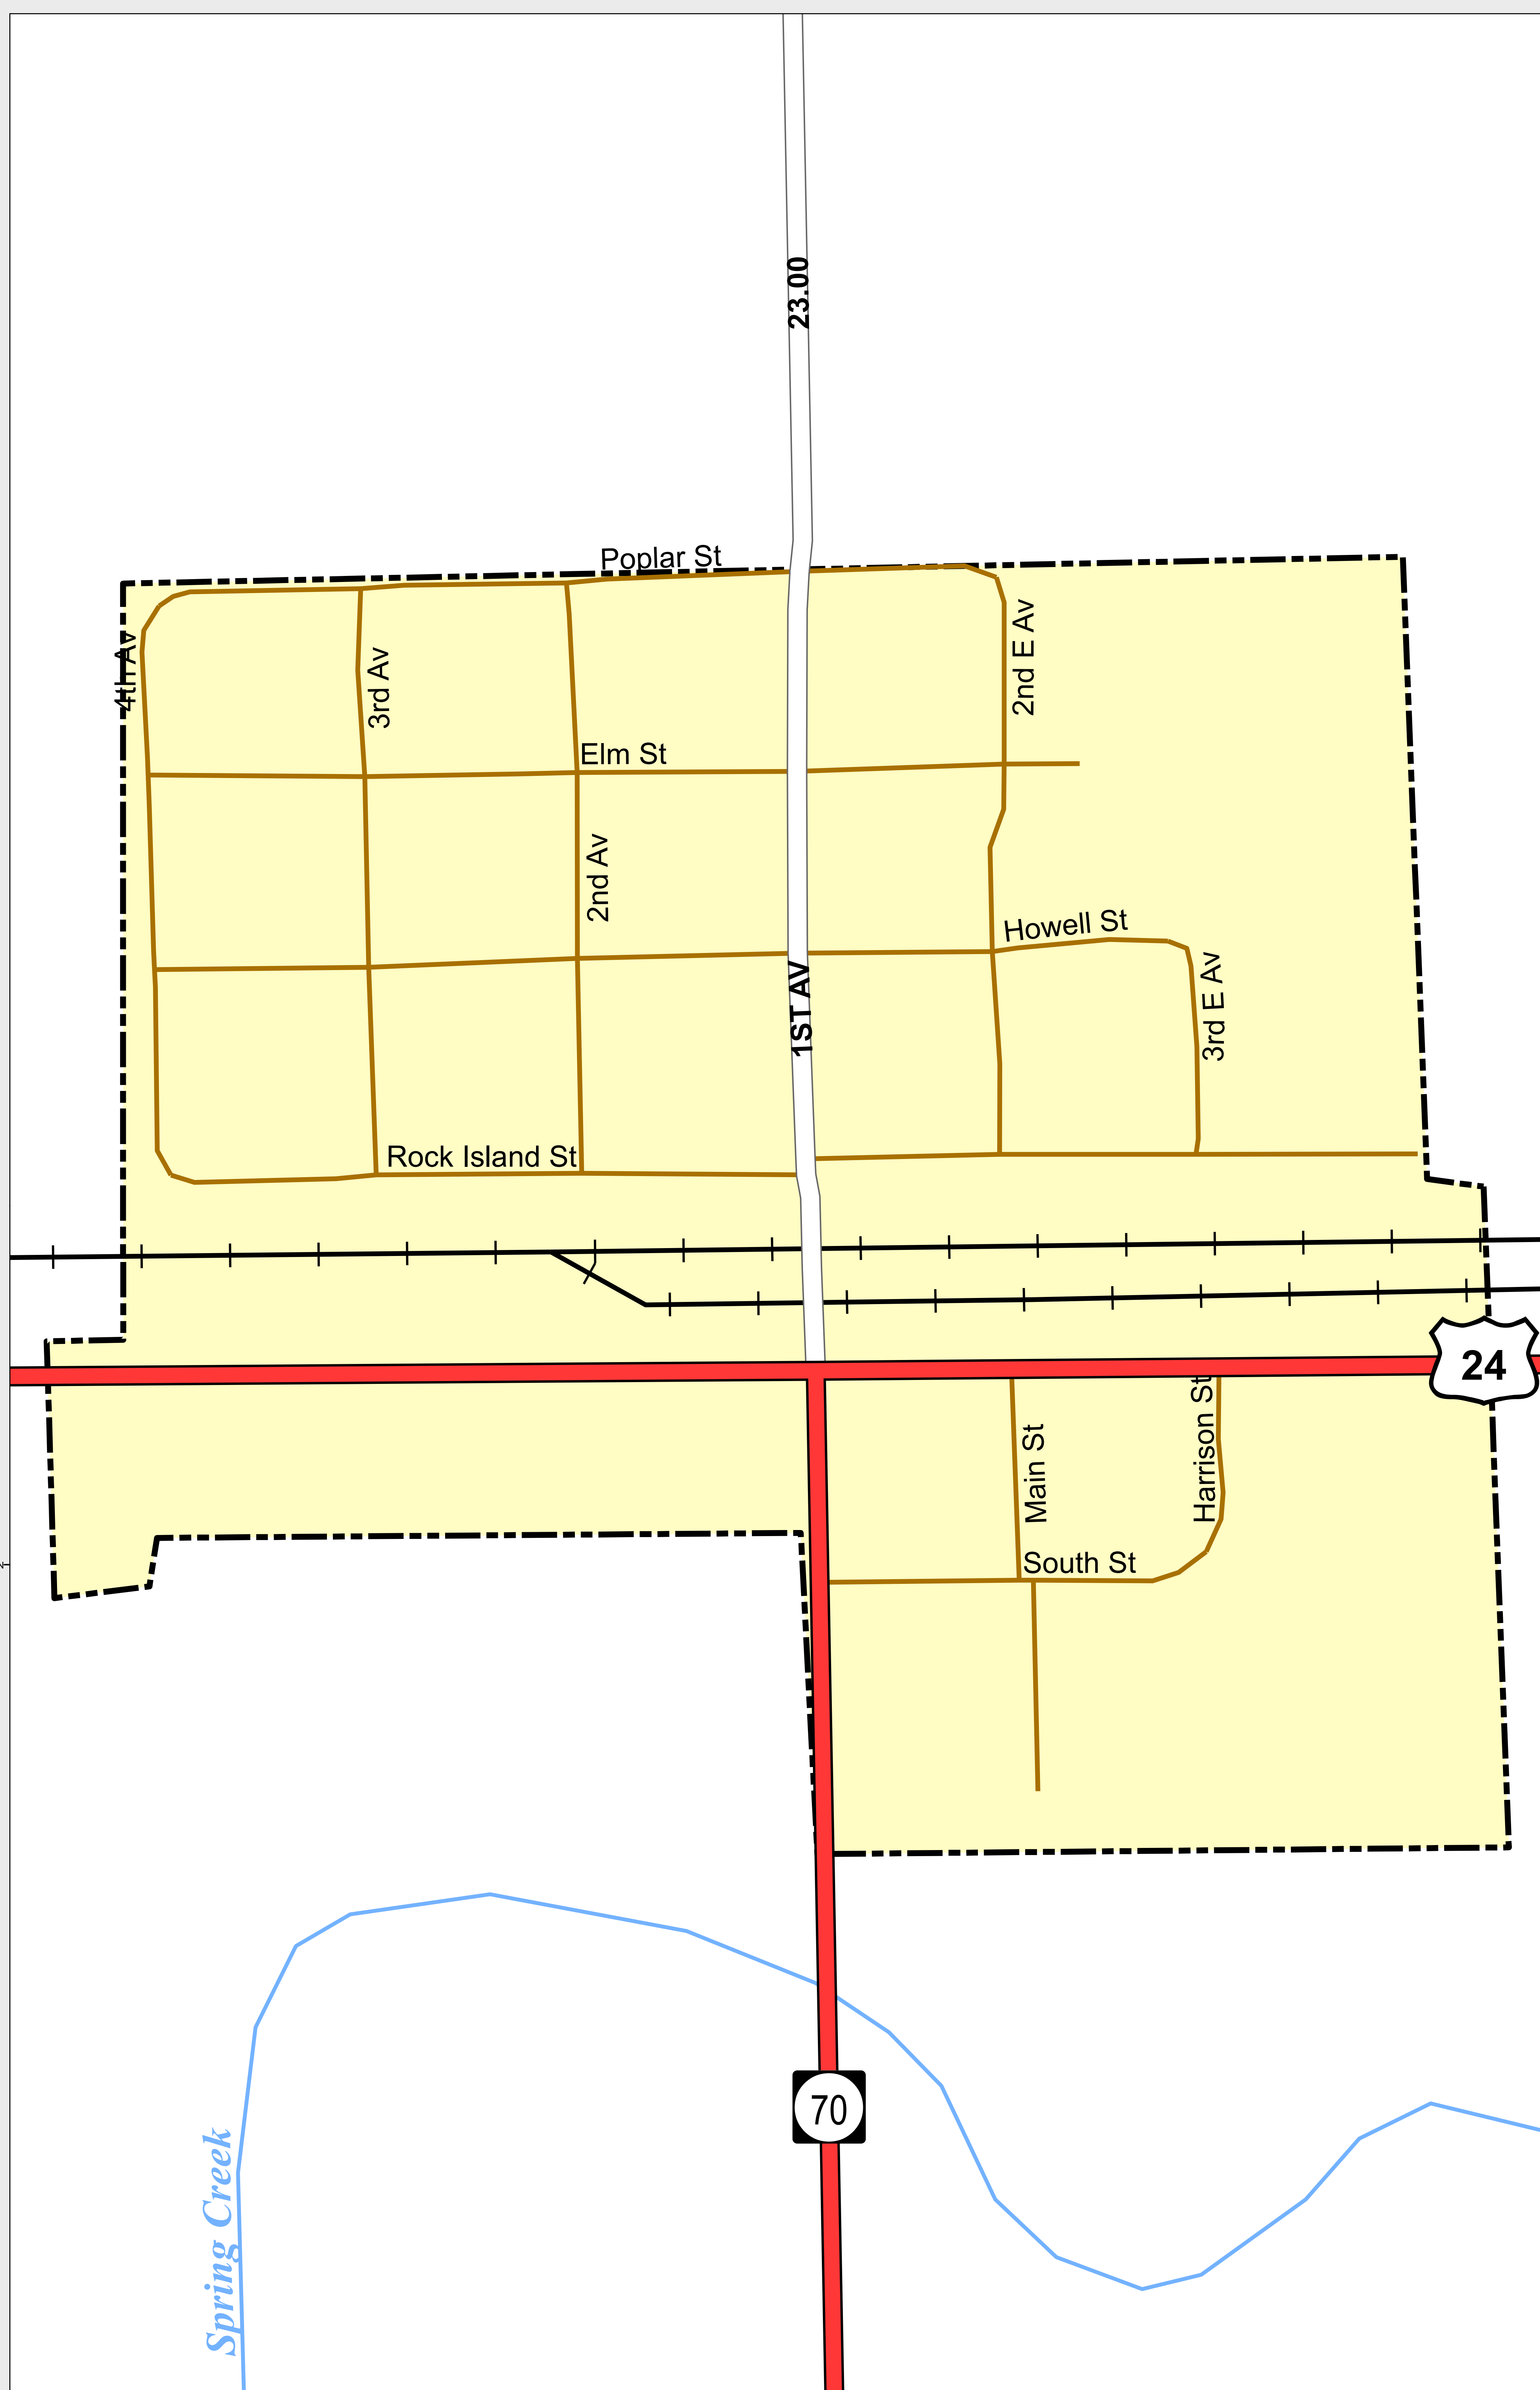 23.00
Poplar St
4th Av
3rd Av
2nd E Av
Elm St
2nd Av
Howell St
1ST AV
3rd E Av
Rock Island St
24
Main St
Harrison St
South St
70
Spring Creek